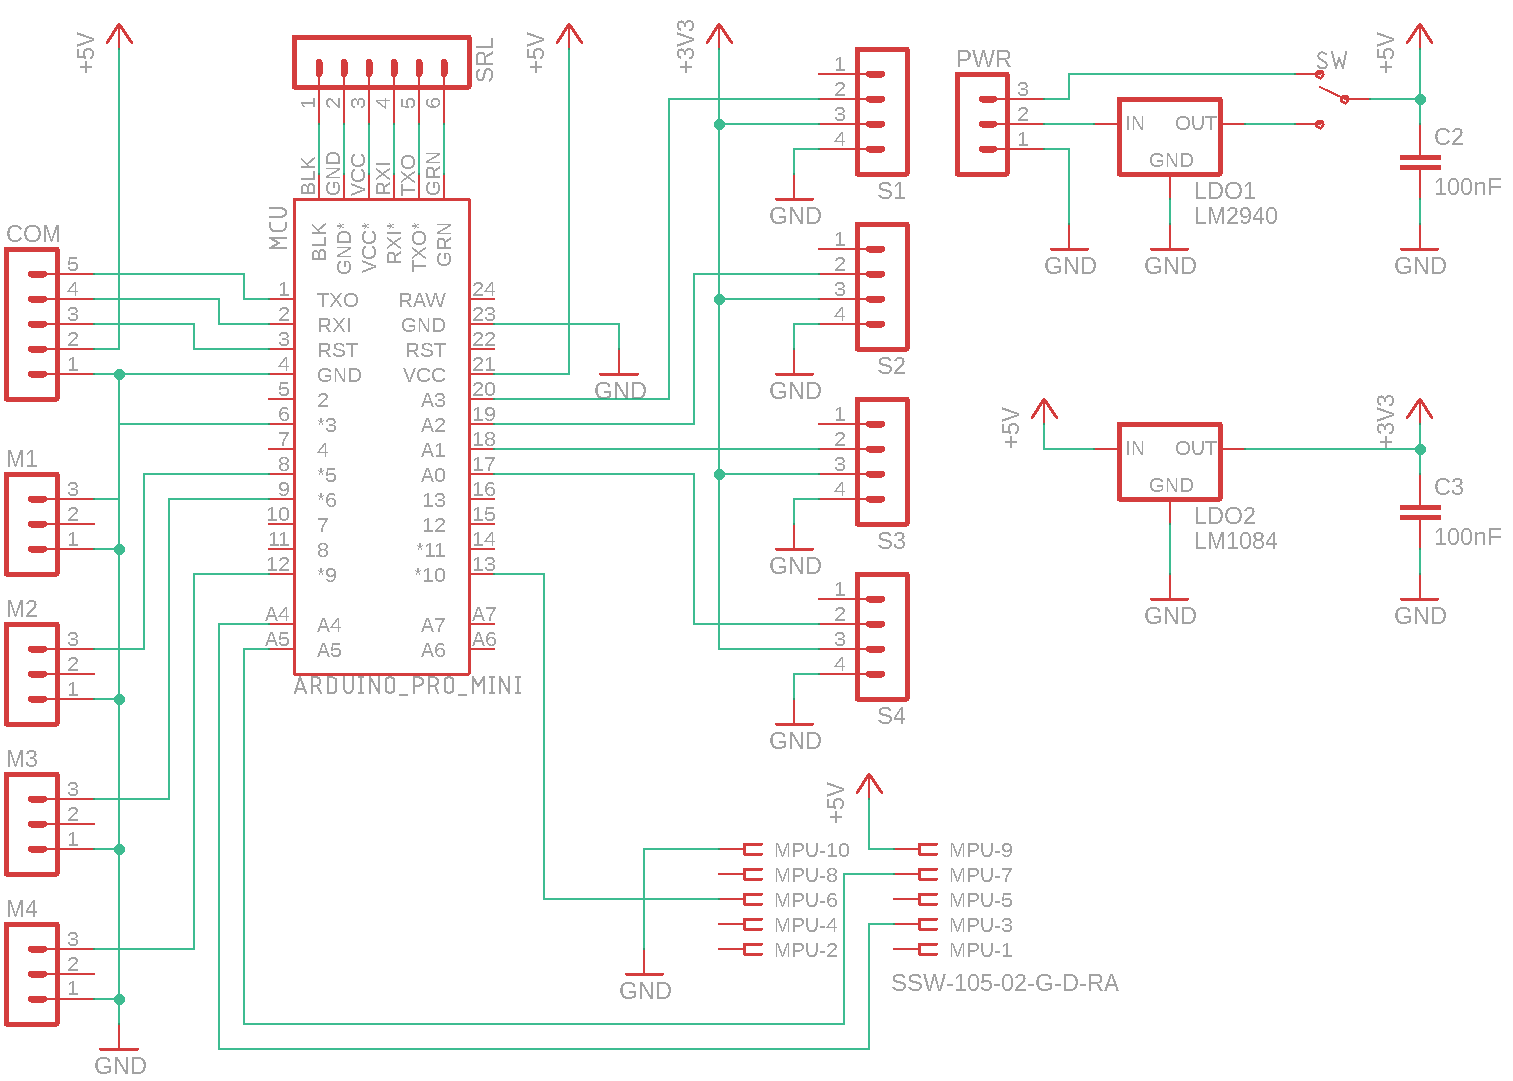 +5V
SRL
1 2 3 4 5 6
BLK GND VCC RXI TXO GRN
MCU
BLK GND* VCC* RXI* TXO* GRN
1 TXO RAW 24
2 RXI GND 23
3 RST RST 22
4 GND VCC 21
5 2 A3 20
6 *3 A2 19
7 4 A1 18
8 *5 A0 17
9 *6 13 16
10 7 12 15
11 8 *11 14
12 *9 *10 13
A4 A4 A7 A7
A5 A5 A6 A6
ARDUINO_PRO_MINI
COM
5
4
3
2
1
M1
3
2
1
M2
3
2
1
M3
3
2
1
M4
3
2
1
GND
+5V
GND
+3V3
1
2
3
4
S1
GND
1
2
3
4
S2
GND
1
2
3
4
S3
GND
1
2
3
4
S4
GND
PWR
3
2
1
GND
IN OUT
GND
LDO1
LM2940
GND
SW
+5V
C2
100nF
GND
+5V
IN OUT
GND
LDO2
LM1084
GND
+3V3
C3
100nF
GND
+5V
MPU-10 MPU-9
MPU-8 MPU-7
MPU-6 MPU-5
MPU-4 MPU-3
MPU-2 MPU-1
SSW-105-02-G-D-RA
GND